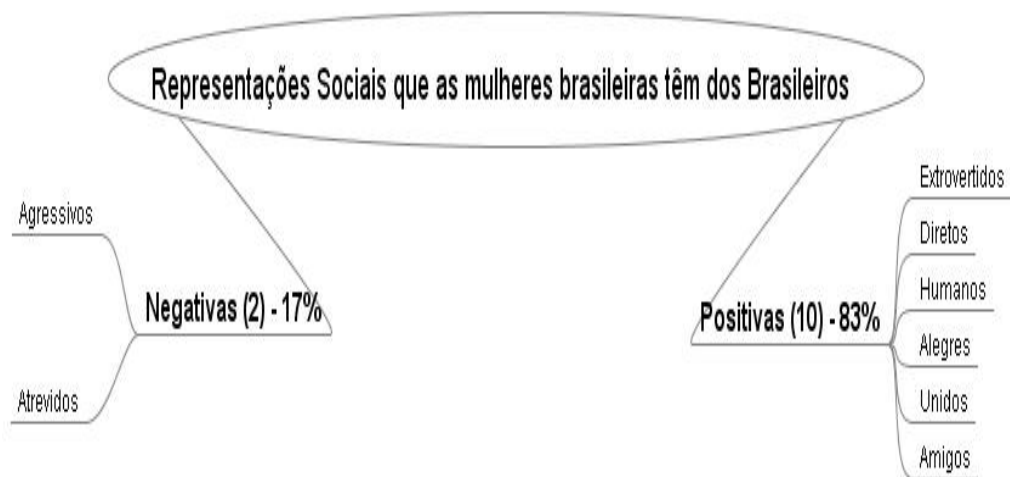 Representações Sociais que as mulheres brasileiras têm dos Brasileiros
Agressivos
Negativas (2) - 17%
Atrevidos
Positivas (10) - 83%
Extrovertidos
Diretos
Humanos
Alegres
Unidos
Amigos